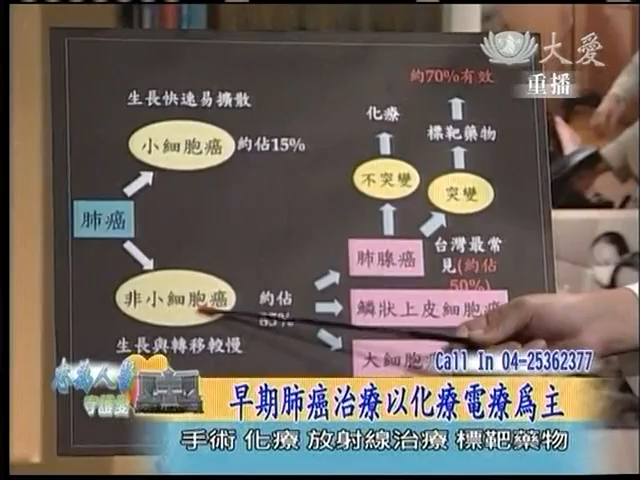 大愛
重播
約70%有效
生長快速易擴散
化療
標靶藥物
小細胞癌
約佔15%
不突變
突變
肺癌
台灣最常
見(約佔
50%)
肺腺癌
非小細胞癌
約佔
85%
鱗狀上皮細胞癌
生長與轉移較慢
大細胞
Call In 04-25362377
早期肺癌治療以化療電療為主
手術 化療 放射線治療 標靶藥物